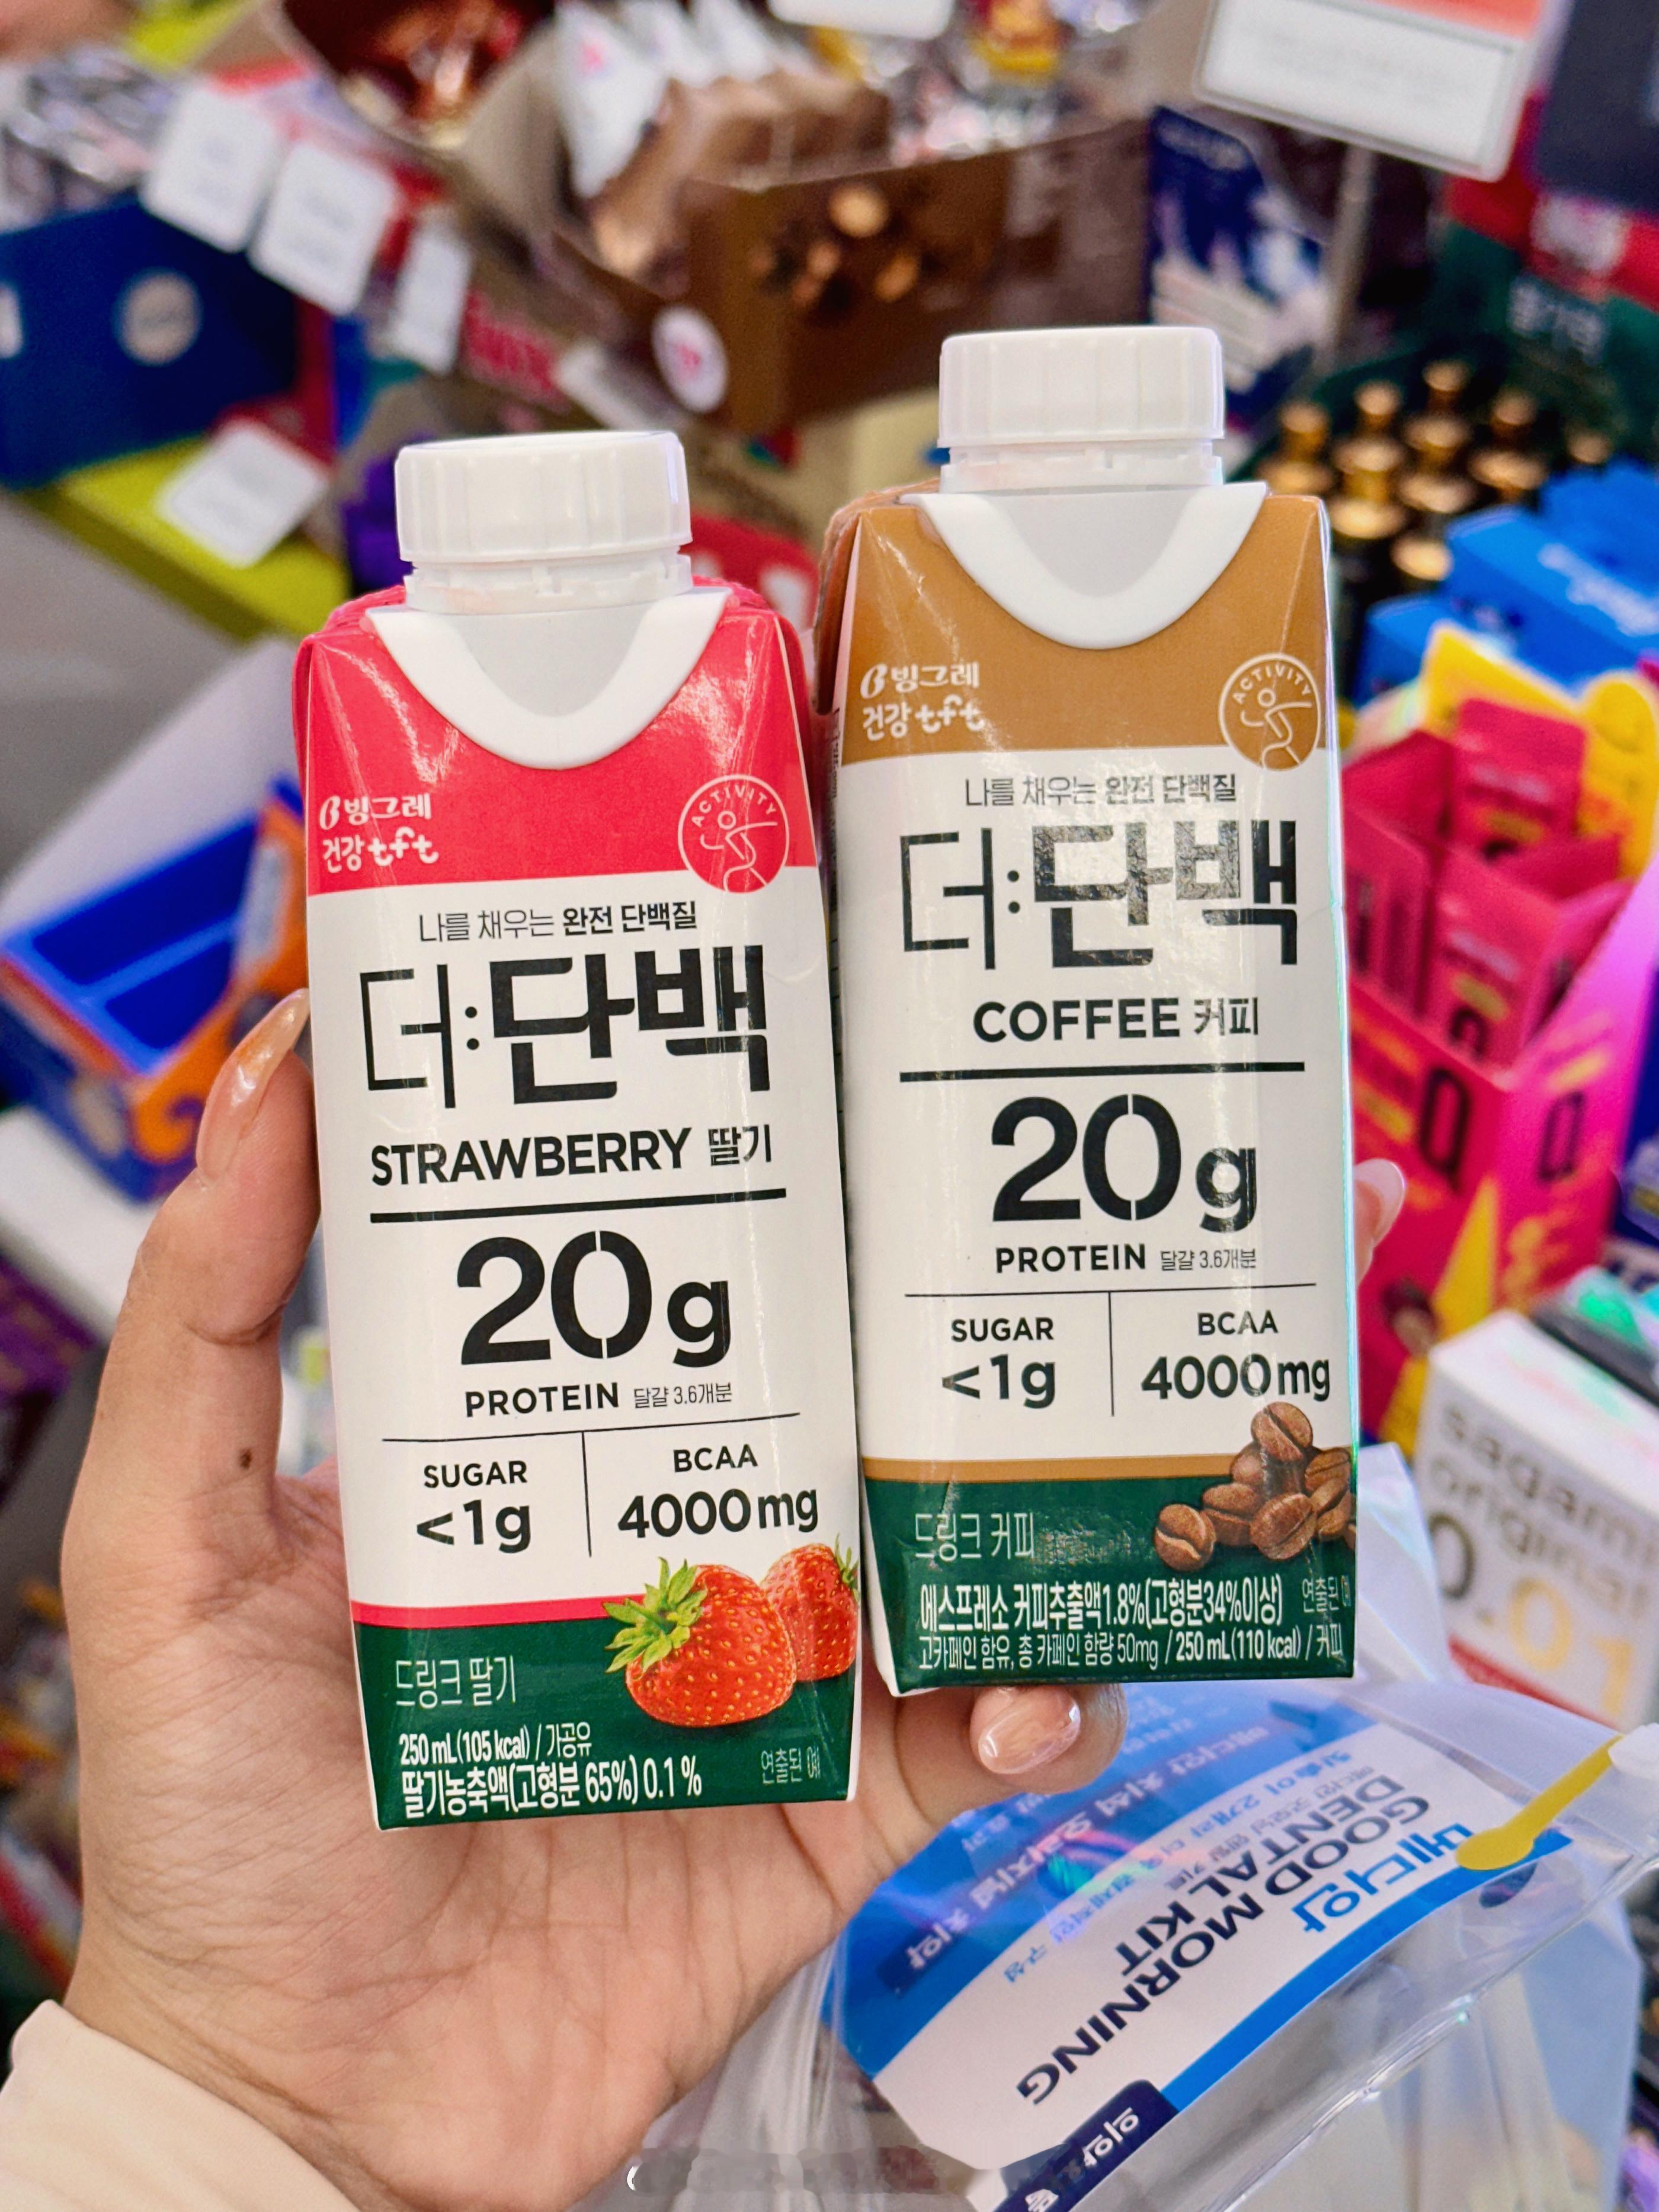 빙그레
건강 tft
ACTIVITY
나를 채우는 완전 단백질
더:단백
STRAWBERRY 딸기
20g
PROTEIN 달걀 3.6개분
SUGAR
<1g
BCAA
4000mg
드링크 딸기
250 mL(105 kcal) / 가공유
딸기농축액(고형분 65%) 0.1%
연출된 예
빙그레
건강 tft
ACTIVITY
나를 채우는 완전 단백질
더:단백
COFFEE 커피
20g
PROTEIN 달걀 3.6개분
SUGAR
<1g
BCAA
4000mg
드링크 커피
에스프레소 커피추출액1.8%(고형분34%이상)
연출된 예
고카페인 함유, 총 카페인 함량 50mg / 250 mL(110 kcal) / 커피
sagami
original
0.01
메디안
GOOD MORNING
DENTAL KIT